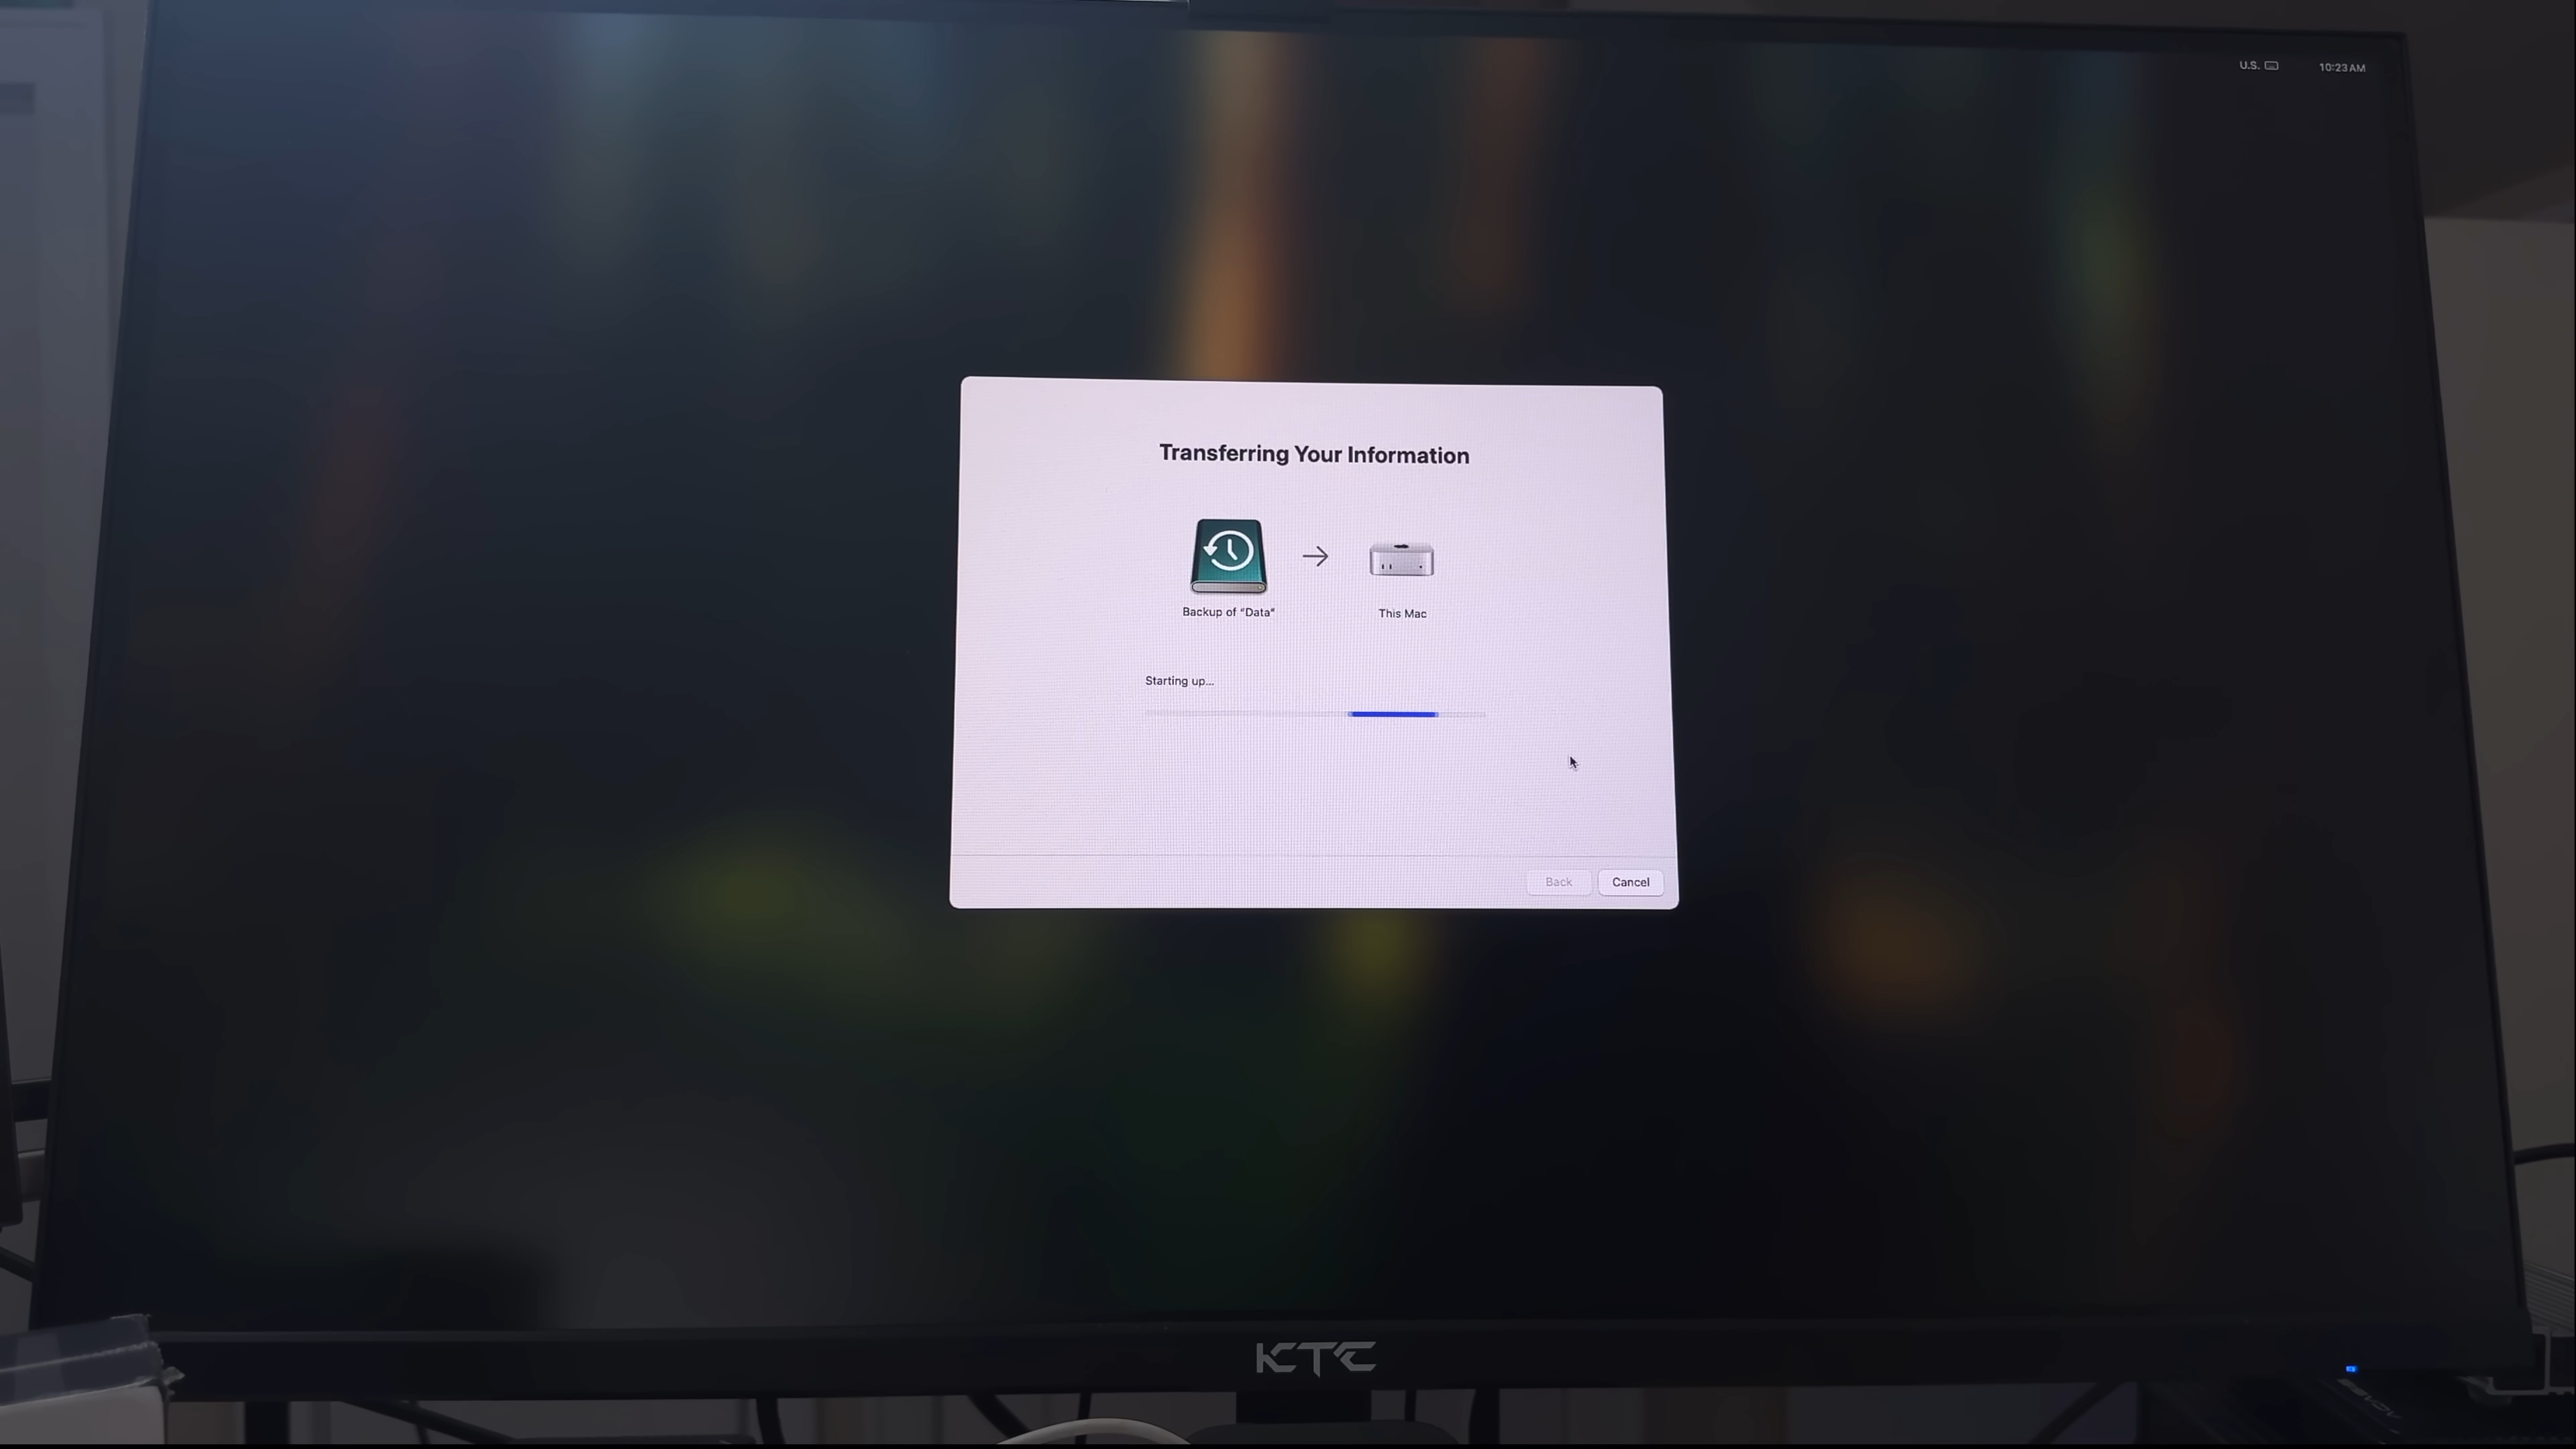 U.S.
10:23 AM
Transferring Your Information
Backup of "Data"
This Mac
Starting up...
Back
Cancel
KTC